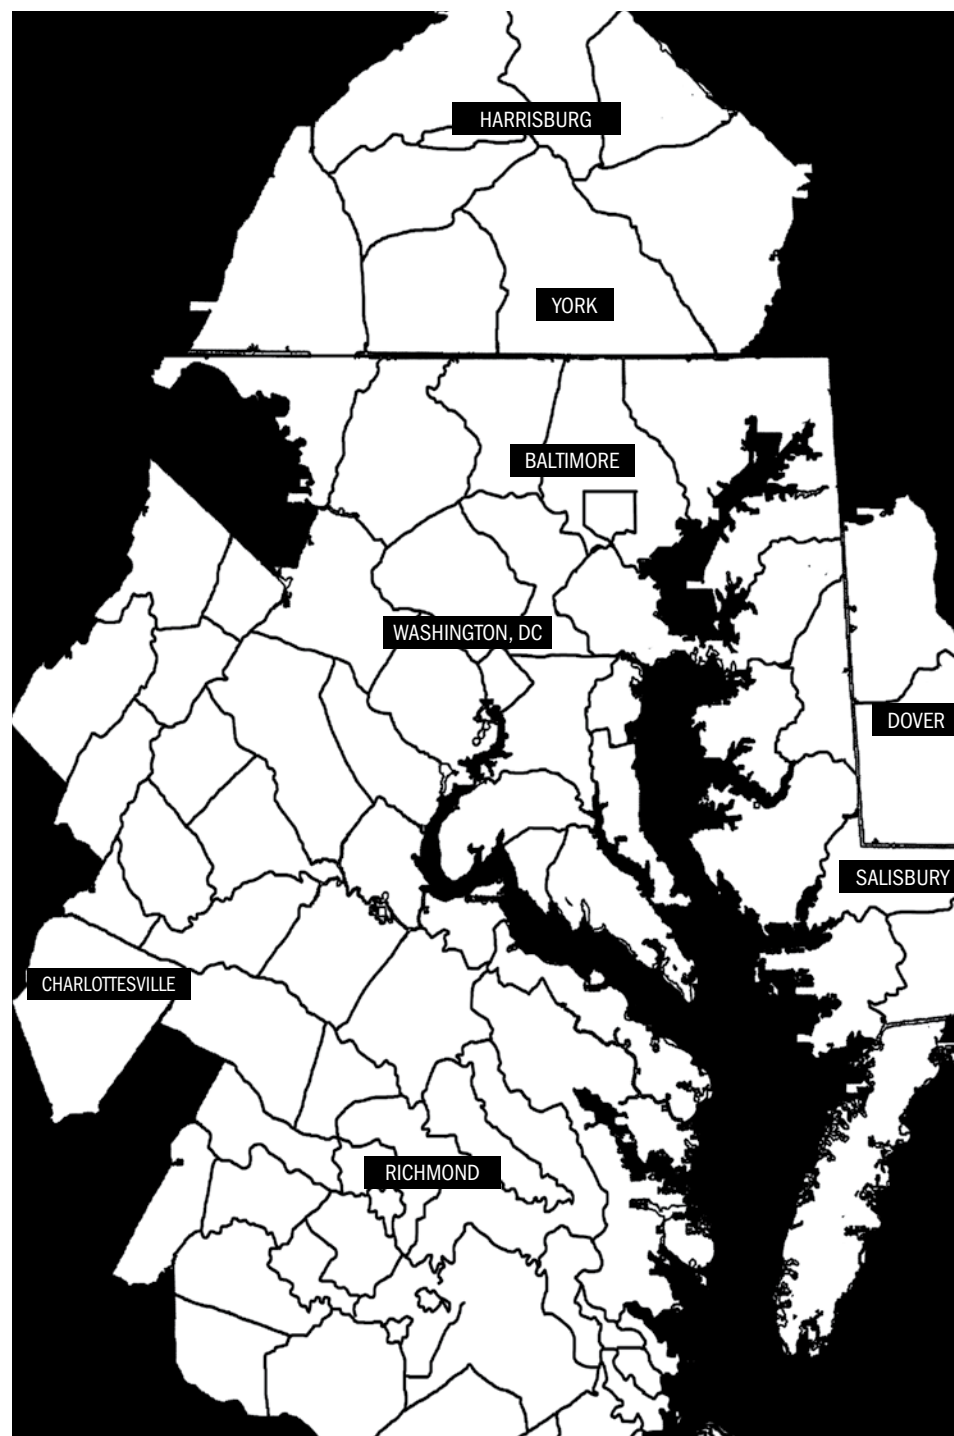 HARRISBURG
YORK
BALTIMORE
WASHINGTON, DC
DOVER
SALISBURY
CHARLOTTESVILLE
RICHMOND